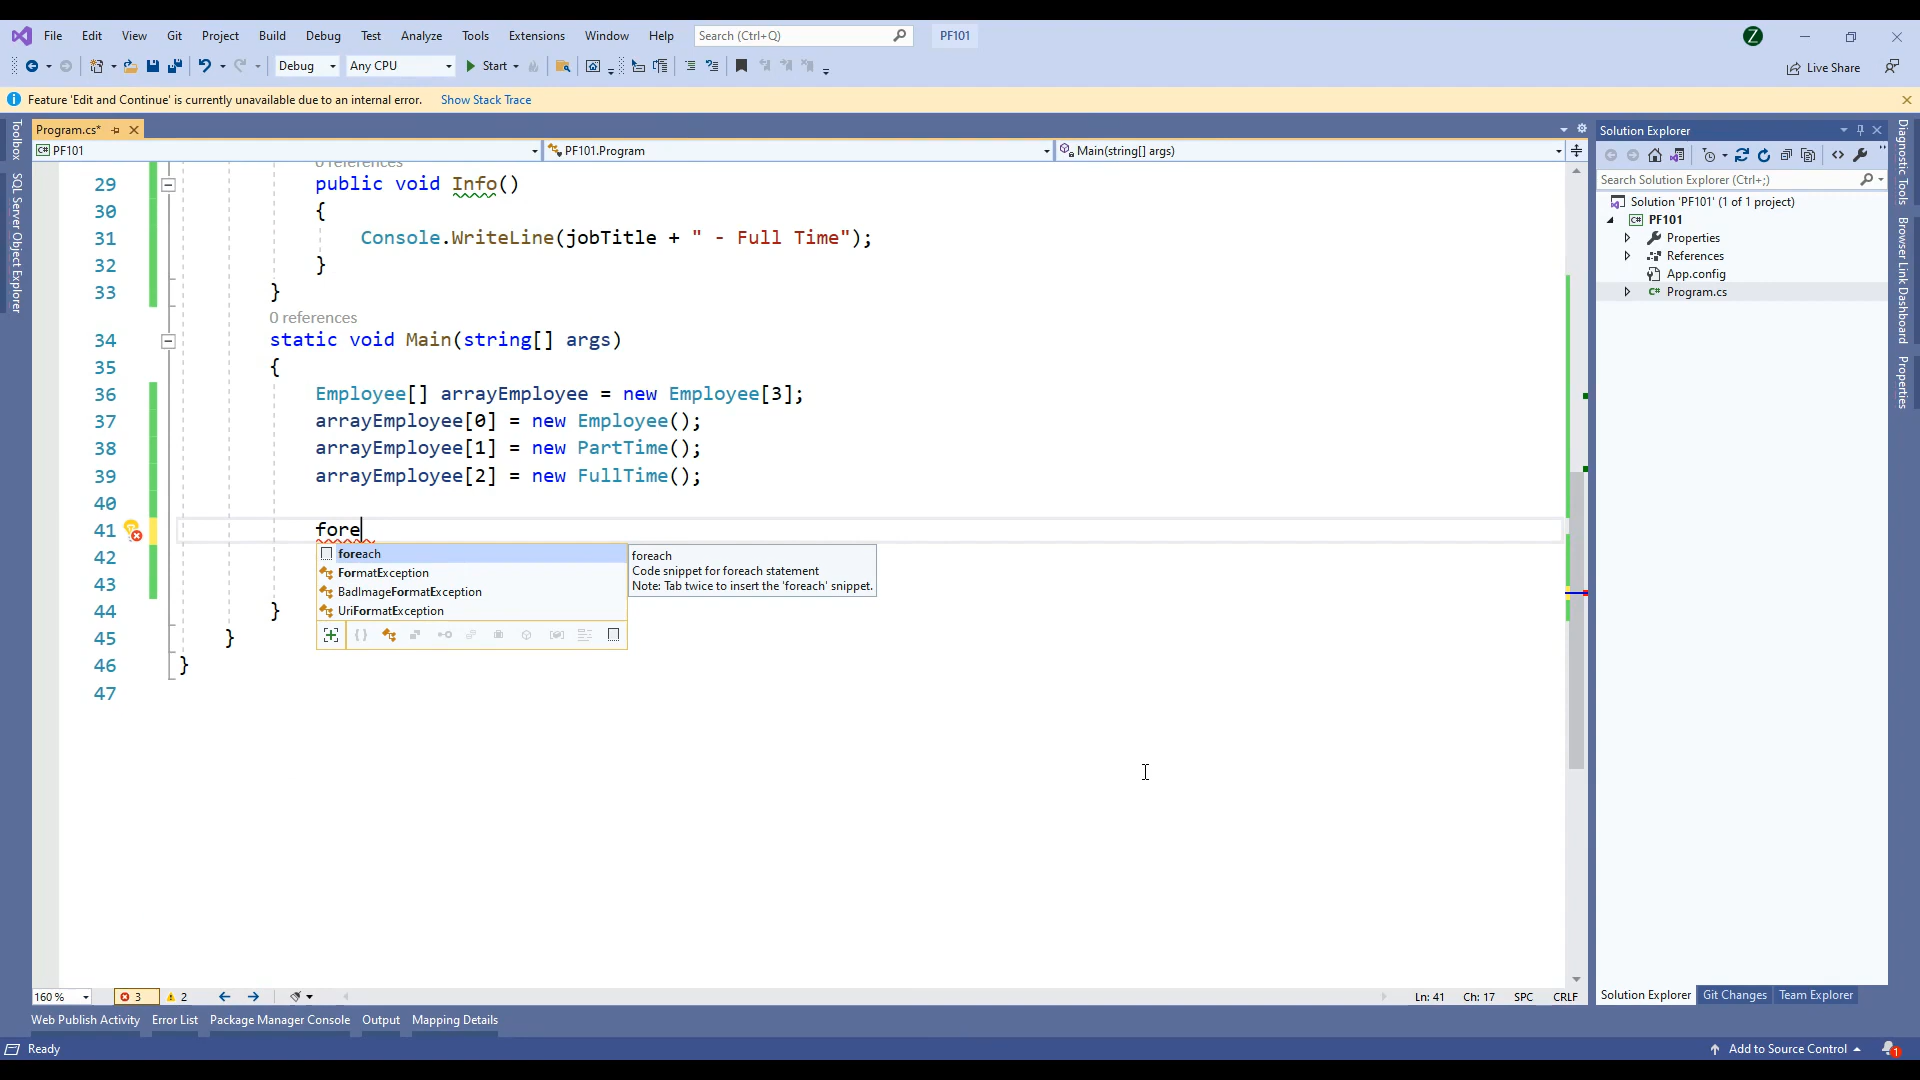 File Edit View Git Project Build Debug Test Analyze Tools Extensions Window Help Search (Ctrl+Q) PF101 Z
Debug Any CPU Start Live Share
Feature 'Edit and Continue' is currently unavailable due to an internal error. Show Stack Trace
Program.cs*
PF101 PF101.Program Main(string[] args)
0 references
29 public void Info()
30 {
31 Console.WriteLine(jobTitle + " - Full Time");
32 }
33 }
0 references
34 static void Main(string[] args)
35 {
36 Employee[] arrayEmployee = new Employee[3];
37 arrayEmployee[0] = new Employee();
38 arrayEmployee[1] = new PartTime();
39 arrayEmployee[2] = new FullTime();
40
41 fore
42
43
44 }
45 }
46 }
47
foreach
FormatException
BadImageFormatException
UriFormatException
foreach
Code snippet for foreach statement
Note: Tab twice to insert the 'foreach' snippet.
Toolbox
SQL Server Object Explorer
Solution Explorer
Search Solution Explorer (Ctrl+;)
Solution 'PF101' (1 of 1 project)
PF101
Properties
References
App.config
C# Program.cs
Diagnostic Tools
Browser Link Dashboard
Properties
Solution Explorer Git Changes Team Explorer
160 % 3 2 Ln: 41 Ch: 17 SPC CRLF
Web Publish Activity Error List Package Manager Console Output Mapping Details
Ready Add to Source Control 1